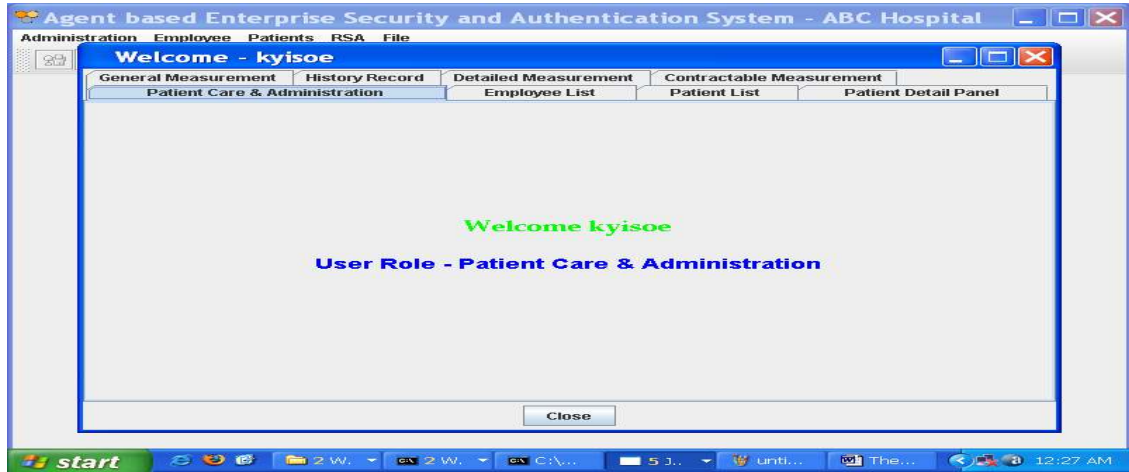 Agent based Enterprise Security and Authentication System - ABC Hospital
Administration Employee Patients RSA File
Welcome - kyisoe
General Measurement History Record Detailed Measurement Contractable Measurement
Patient Care & Administration Employee List Patient List Patient Detail Panel
Welcome kyisoe
User Role - Patient Care & Administration
Close
start 2 W. 2 W. C:\... 5 J.. unti... The... 12:27 AM